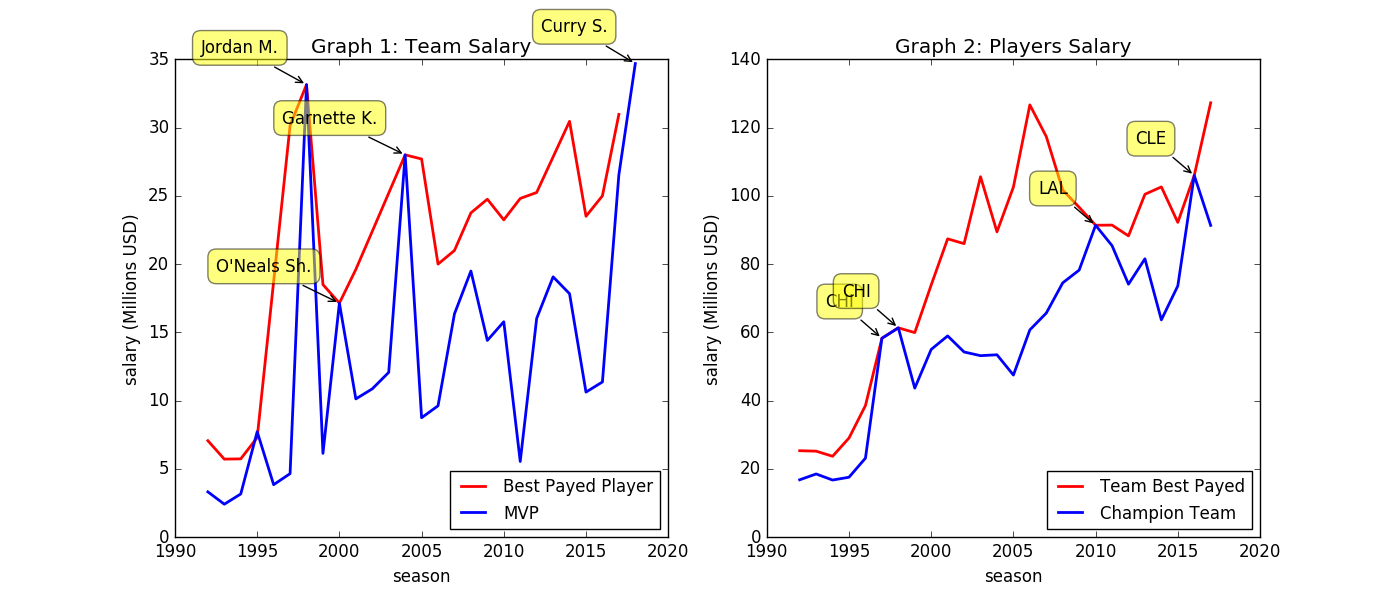 Graph 1: Team Salary
Jordan M.
Garnette K.
O'Neals Sh.
Curry S.
salary (Millions USD)
35
30
25
20
15
10
5
0
1990
1995
2000
2005
2010
2015
2020
season
Best Payed Player
MVP
Graph 2: Players Salary
CHI
CHI
LAL
CLE
salary (Millions USD)
140
120
100
80
60
40
20
0
1990
1995
2000
2005
2010
2015
2020
season
Team Best Payed
Champion Team